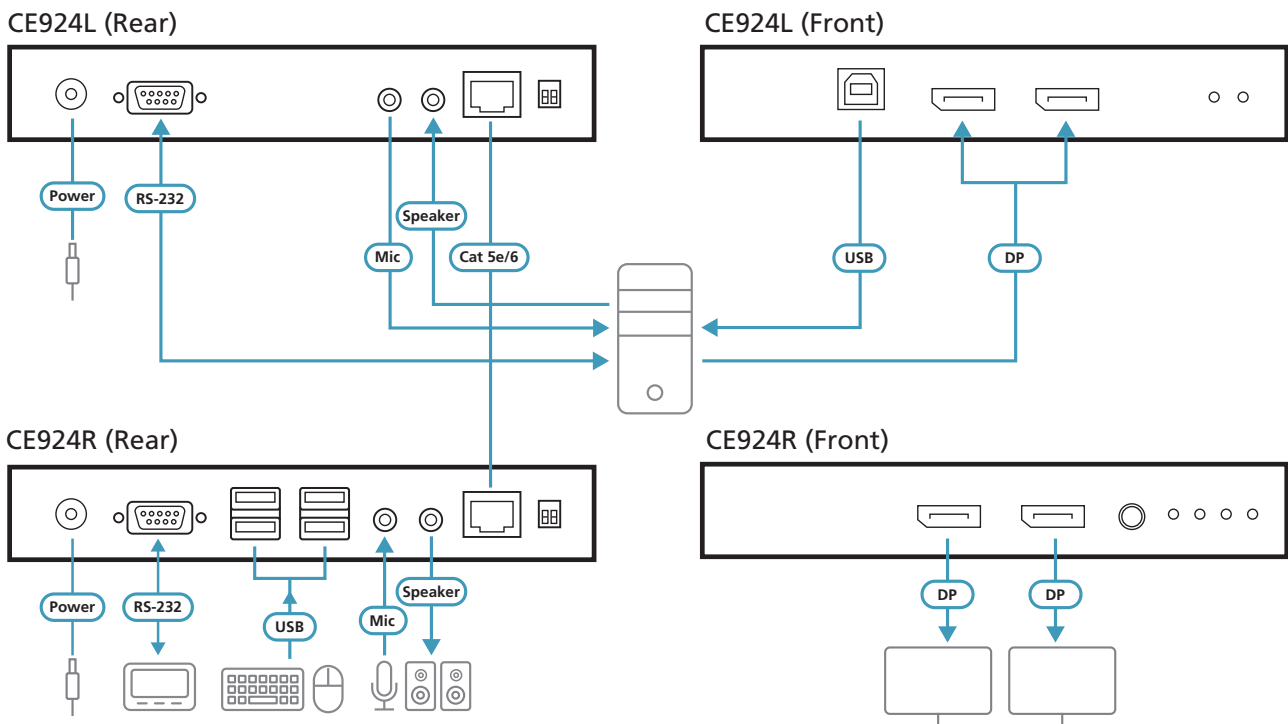 CE924L (Rear)
CE924L (Front)
Power
RS-232
Speaker
Mic
Cat 5e/6
USB
DP
CE924R (Rear)
CE924R (Front)
Power
RS-232
USB
Mic
Speaker
DP
DP